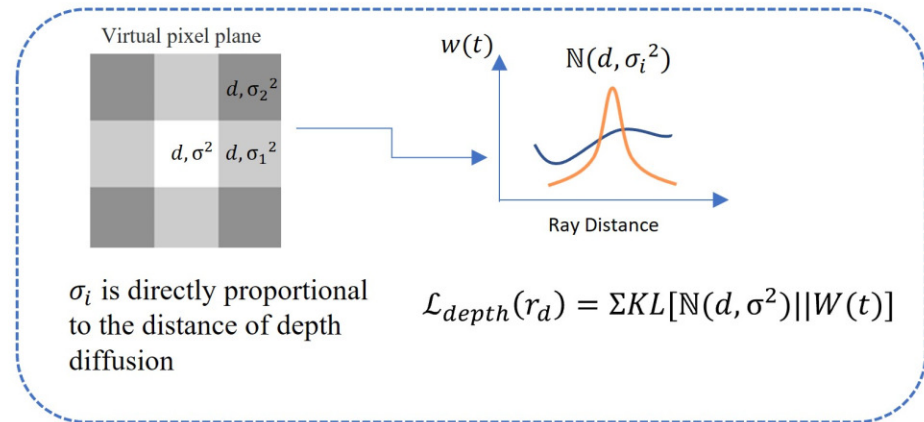 Virtual pixel plane
d, σ₂²
d, σ²
d, σ₁²
w(t)
ℕ(d, σᵢ²)
Ray Distance
σᵢ is directly proportional
to the distance of depth
diffusion
ℒ_depth(r_d) = ΣKL[ℕ(d, σ²)||W(t)]